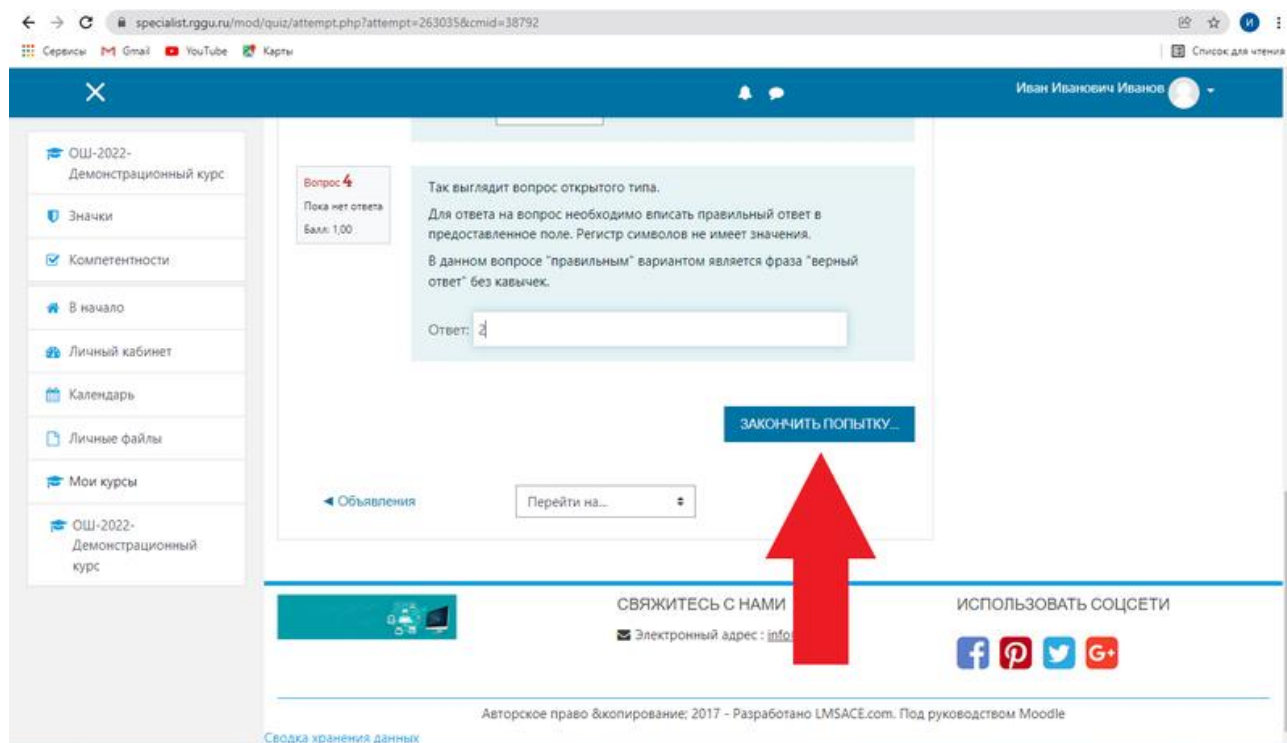 specialist.rggu.ru/mod/quiz/attempt.php?attempt=263035&cmid=38792
И
Сервисы Gmail YouTube Карты
Список для чтения
Иван Иванович Иванов
ОШ-2022-
Демонстрационный курс
Значки
Компетентности
В начало
Личный кабинет
Календарь
Личные файлы
Мои курсы
ОШ-2022-
Демонстрационный
курс
Вопрос 4
Пока нет ответа
Балл: 1,00
Так выглядит вопрос открытого типа.
Для ответа на вопрос необходимо вписать правильный ответ в
предоставленное поле. Регистр символов не имеет значения.
В данном вопросе "правильным" вариантом является фраза "верный
ответ" без кавычек.
Ответ: 2
ЗАКОНЧИТЬ ПОПЫТКУ...
◄ Объявления
Перейти на...
СВЯЖИТЕСЬ С НАМИ
Электронный адрес :
ИСПОЛЬЗОВАТЬ СОЦСЕТИ
G+
Авторское право &копирование; 2017 - Разработано LMSACE.com. Под руководством Moodle
Сводка хранения данных